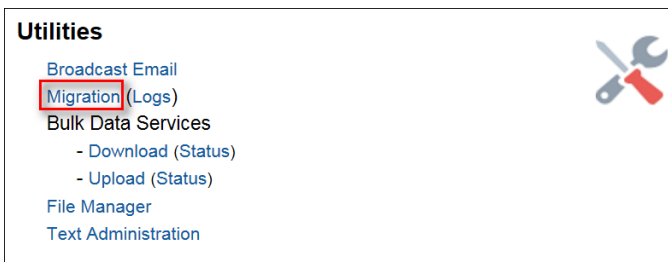 Utilities
Broadcast Email
Migration (Logs)
Bulk Data Services
- Download (Status)
- Upload (Status)
File Manager
Text Administration